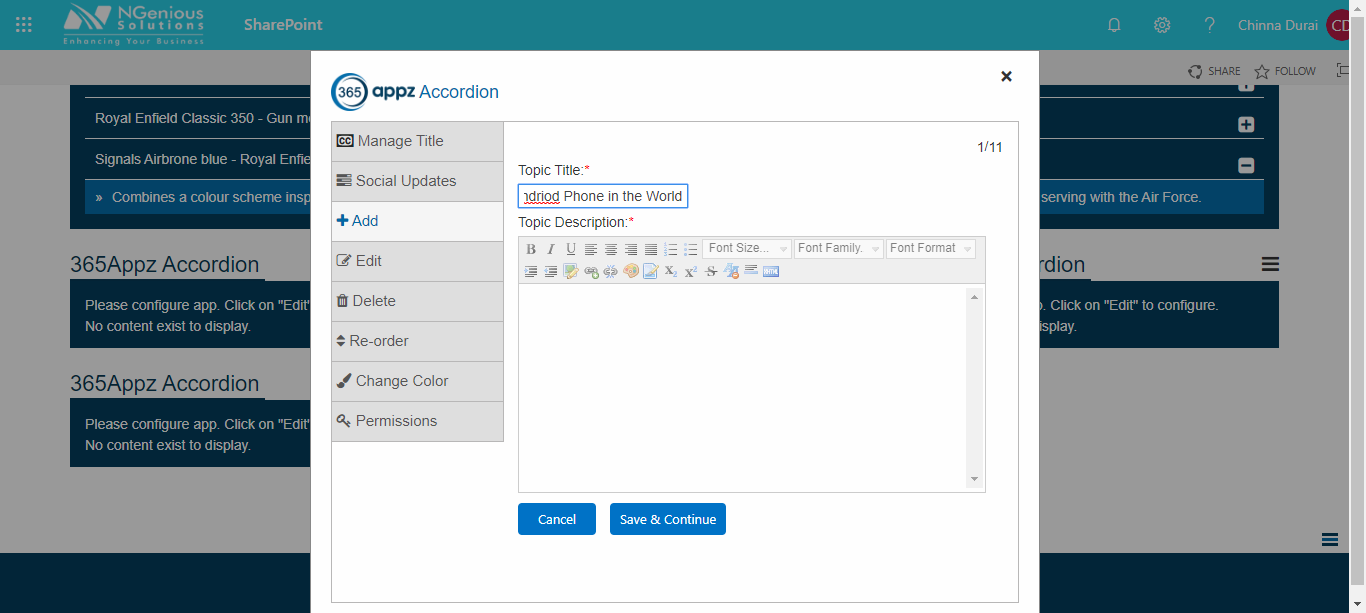 NGenious
Solutions
Enhancing Your Business
SharePoint
Chinna Durai
CD
SHARE
FOLLOW
365 appz Accordion
Royal Enfield Classic 350 - Gun
Signals Airbrone blue - Royal
» Combines a colour scheme
serving with the Air Force.
CC Manage Title
Social Updates
Add
Edit
Delete
Re-order
Change Color
Permissions
1/11
Topic Title:*
ndriod Phone in the World
Topic Description:*
B I U Font Size... Font Family. Font Format
Cancel
Save & Continue
365Appz Accordion
Please configure app. Click on "Edit"
No content exist to display.
rdion
. Click on "Edit" to configure.
isplay.
365Appz Accordion
Please configure app. Click on "Edit"
No content exist to display.